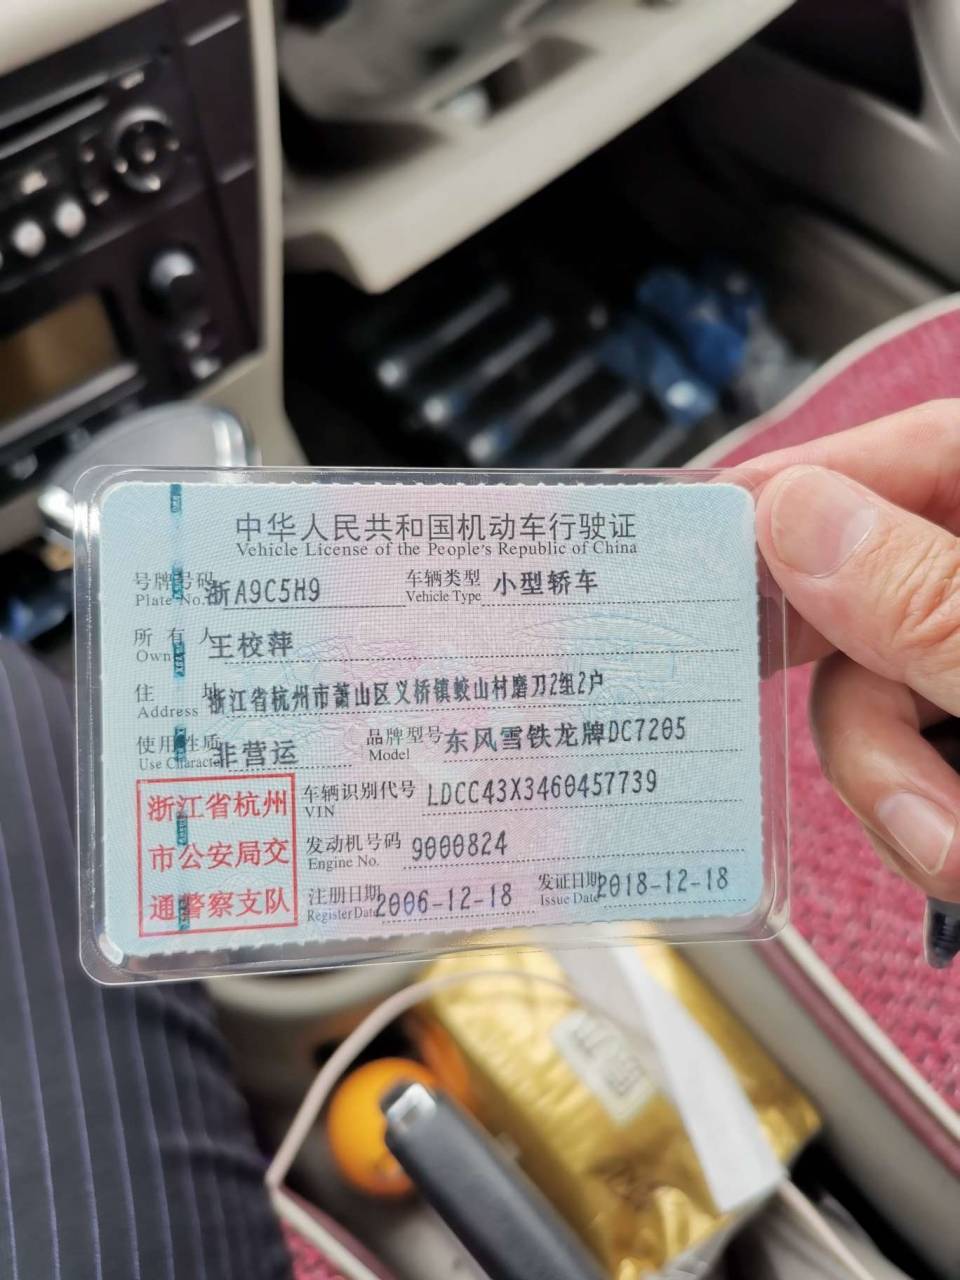 中华人民共和国机动车行驶证
Vehicle License of the People's Republic of China
号牌号码 浙A9C5H9 车辆类型 小型轿车
Plate No. Vehicle Type
所有人 王校萍
Own
住址 浙江省杭州市萧山区义桥镇蛟山村磨刀2组2户
Address
使用性质 非营运 品牌型号 东风雪铁龙牌DC7205
Use Character Model
车辆识别代号 LDCC43X3460457739
VIN
发动机号码 9000824
Engine No.
注册日期 2006-12-18 发证日期 2018-12-18
Register Date Issue Date
浙江省杭州
市公安局交
通警察支队